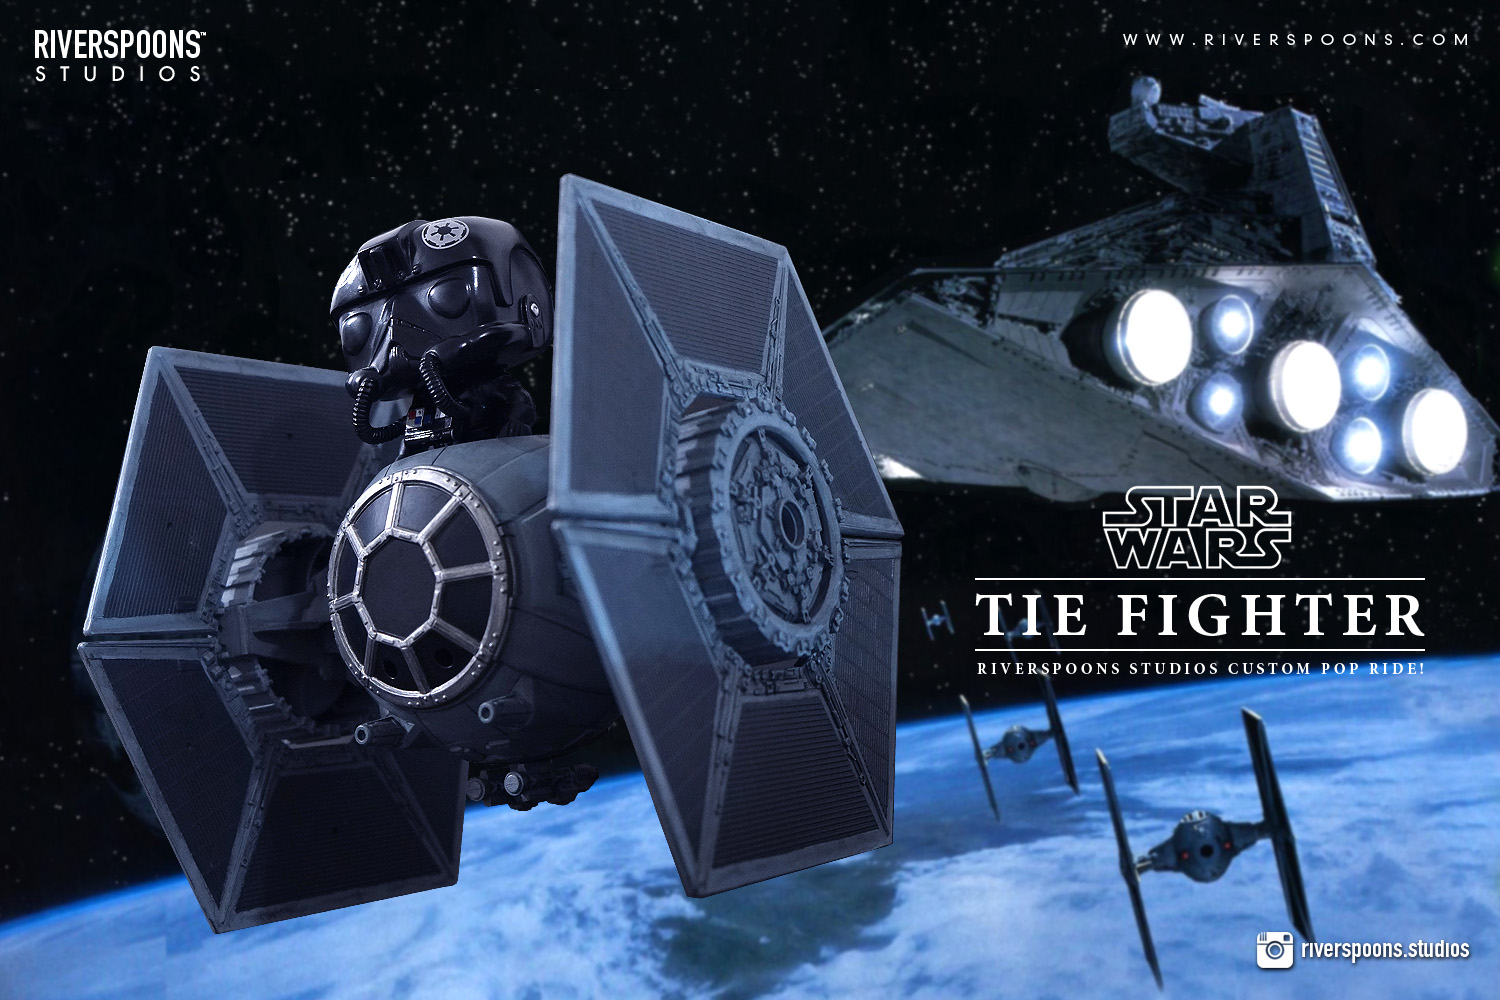 RIVERSPOONS™
STUDIOS
WWW.RIVERSPOONS.COM
STAR
WARS
TIE FIGHTER
RIVERSPOONS STUDIOS CUSTOM POP RIDE!
riverspoons.studios